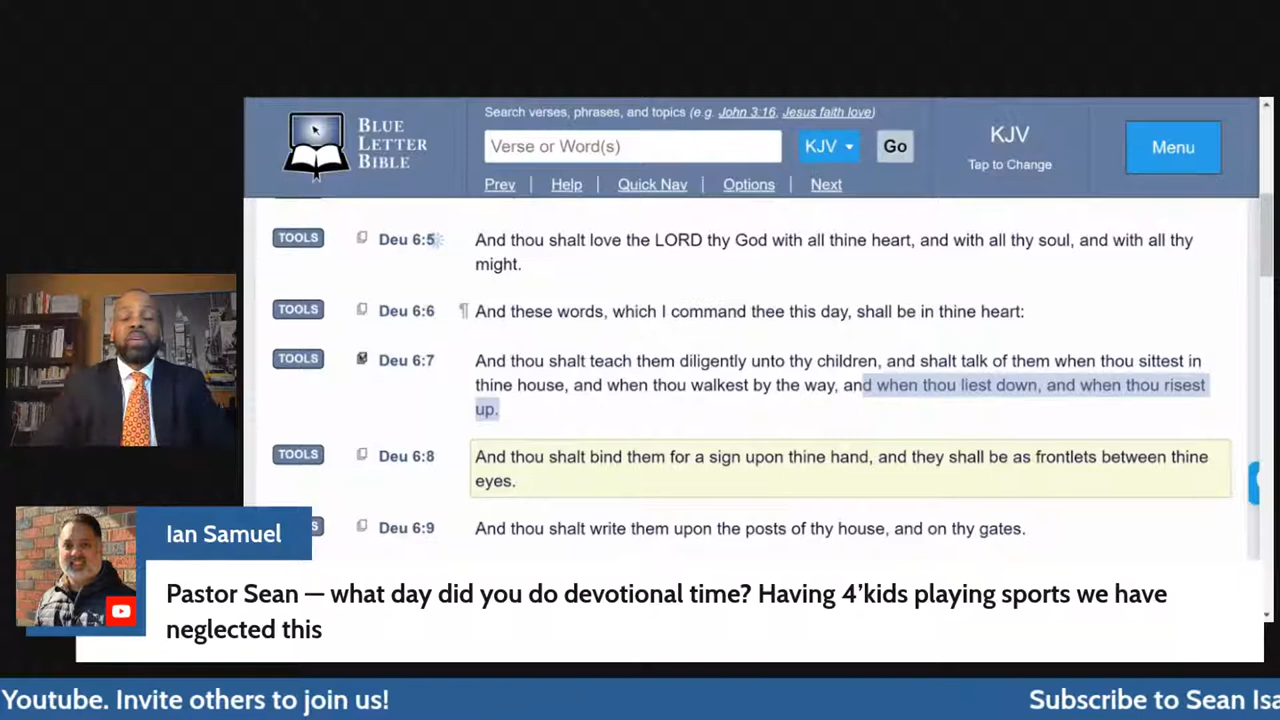 Search verses, phrases, and topics (e.g. John 3:16, Jesus faith love)
BLUE
LETTER
BIBLE
Verse or Word(s)
KJV
Go
KJV
Tap to Change
Menu
Prev | Help | Quick Nav | Options | Next
TOOLS Deu 6:5 And thou shalt love the LORD thy God with all thine heart, and with all thy soul, and with all thy
might.
TOOLS Deu 6:6 ¶ And these words, which I command thee this day, shall be in thine heart:
TOOLS Deu 6:7 And thou shalt teach them diligently unto thy children, and shalt talk of them when thou sittest in
thine house, and when thou walkest by the way, and when thou liest down, and when thou risest
up.
TOOLS Deu 6:8 And thou shalt bind them for a sign upon thine hand, and they shall be as frontlets between thine
eyes.
S Deu 6:9 And thou shalt write them upon the posts of thy house, and on thy gates.
Ian Samuel
Pastor Sean — what day did you do devotional time? Having 4’kids playing sports we have
neglected this
Youtube. Invite others to join us! Subscribe to Sean Isa